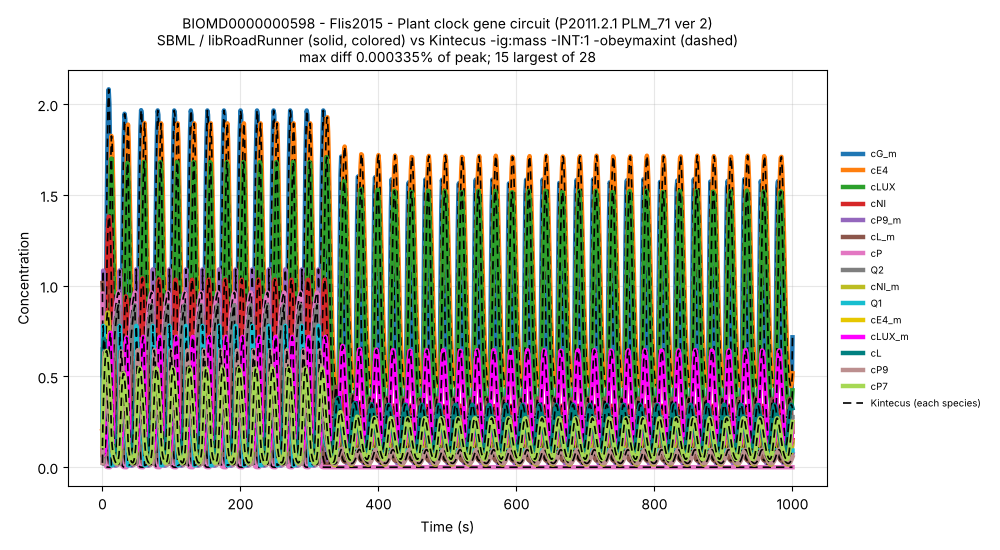 BIOMD0000000598 - Flis2015 - Plant clock gene circuit (P2011.2.1 PLM_71 ver 2)
SBML / libRoadRunner (solid, colored) vs Kintecus -ig:mass -INT:1 -obeymaxint (dashed)
max diff 0.000335% of peak; 15 largest of 28
Concentration
2.0
1.5
1.0
0.5
0.0
0
200
400
600
800
1000
Time (s)
cG_m
cE4
cLUX
cNI
cP9_m
cL_m
cP
Q2
cNI_m
Q1
cE4_m
cLUX_m
cL
cP9
cP7
Kintecus (each species)